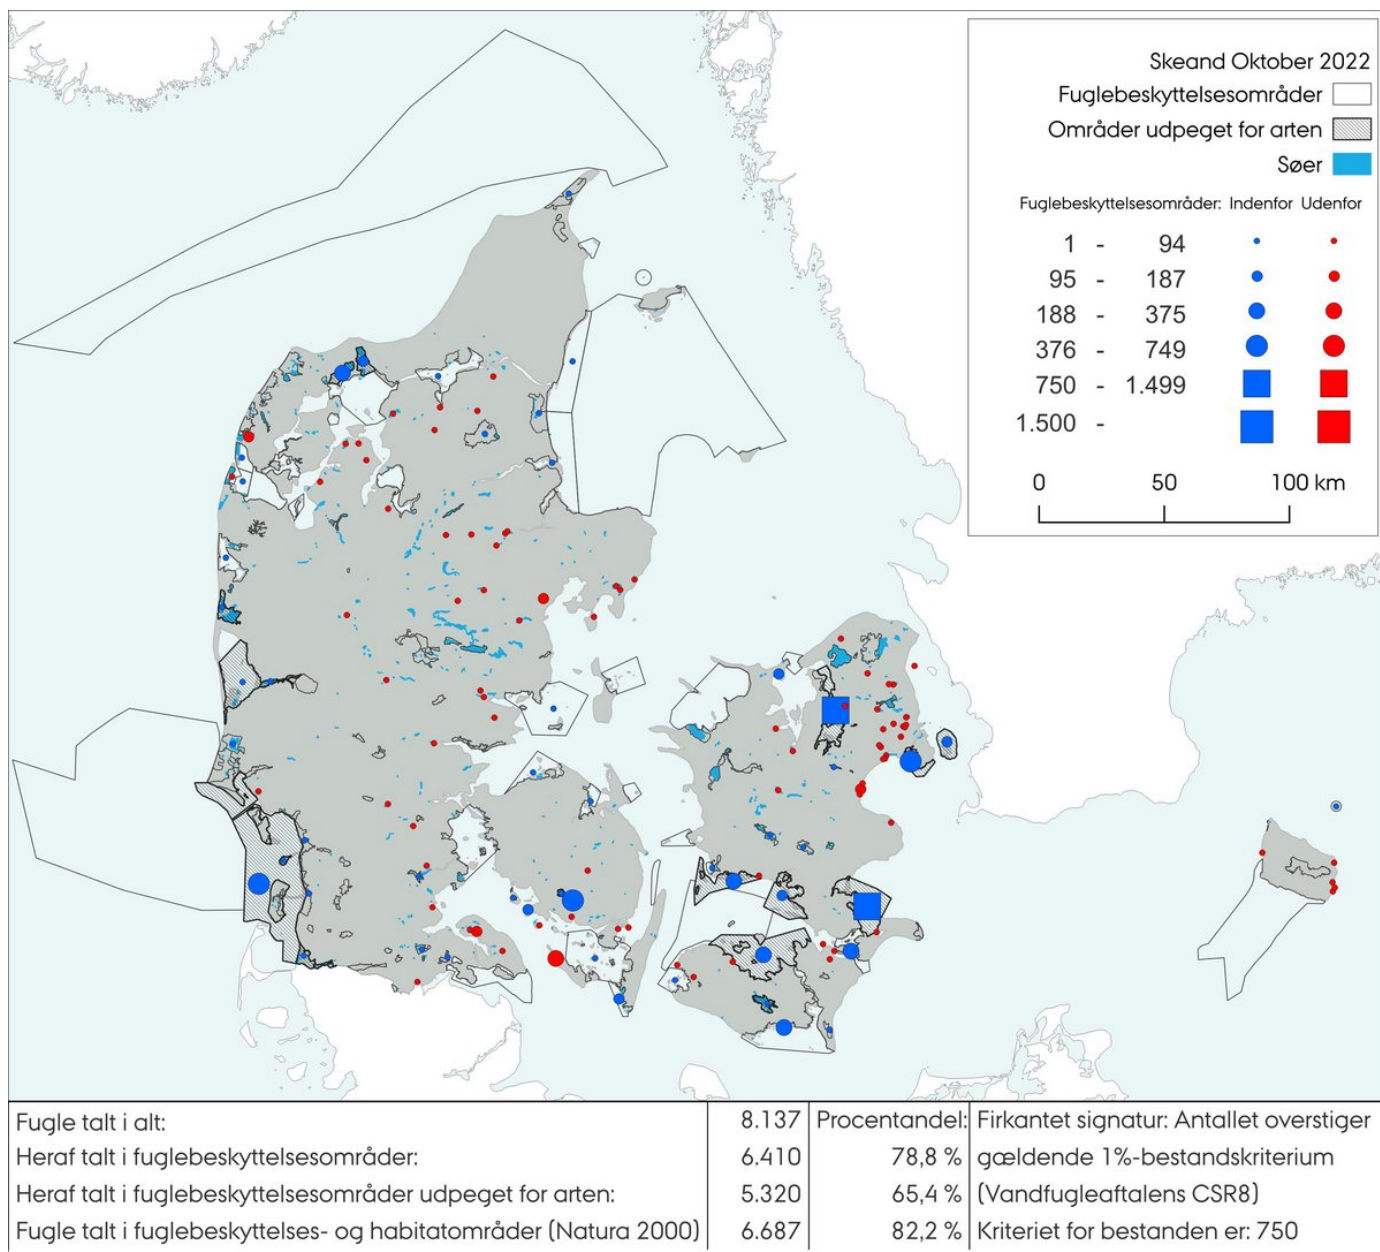 Skeand Oktober 2022
Fuglebeskyttelsesområder
Områder udpeget for arten
Søer
Fuglebeskyttelsesområder: Indenfor Udenfor
1 - 94
95 - 187
188 - 375
376 - 749
750 - 1.499
1.500 -
0 50 100 km
Fugle talt i alt: 8.137 Procentandel: Firkantet signatur: Antallet overstiger
Heraf talt i fuglebeskyttelsesområder: 6.410 78,8 % gældende 1%-bestandskriterium
Heraf talt i fuglebeskyttelsesområder udpeget for arten: 5.320 65,4 % (Vandfugleaftalens CSR8)
Fugle talt i fuglebeskyttelses- og habitatområder (Natura 2000) 6.687 82,2 % Kriteriet for bestanden er: 750